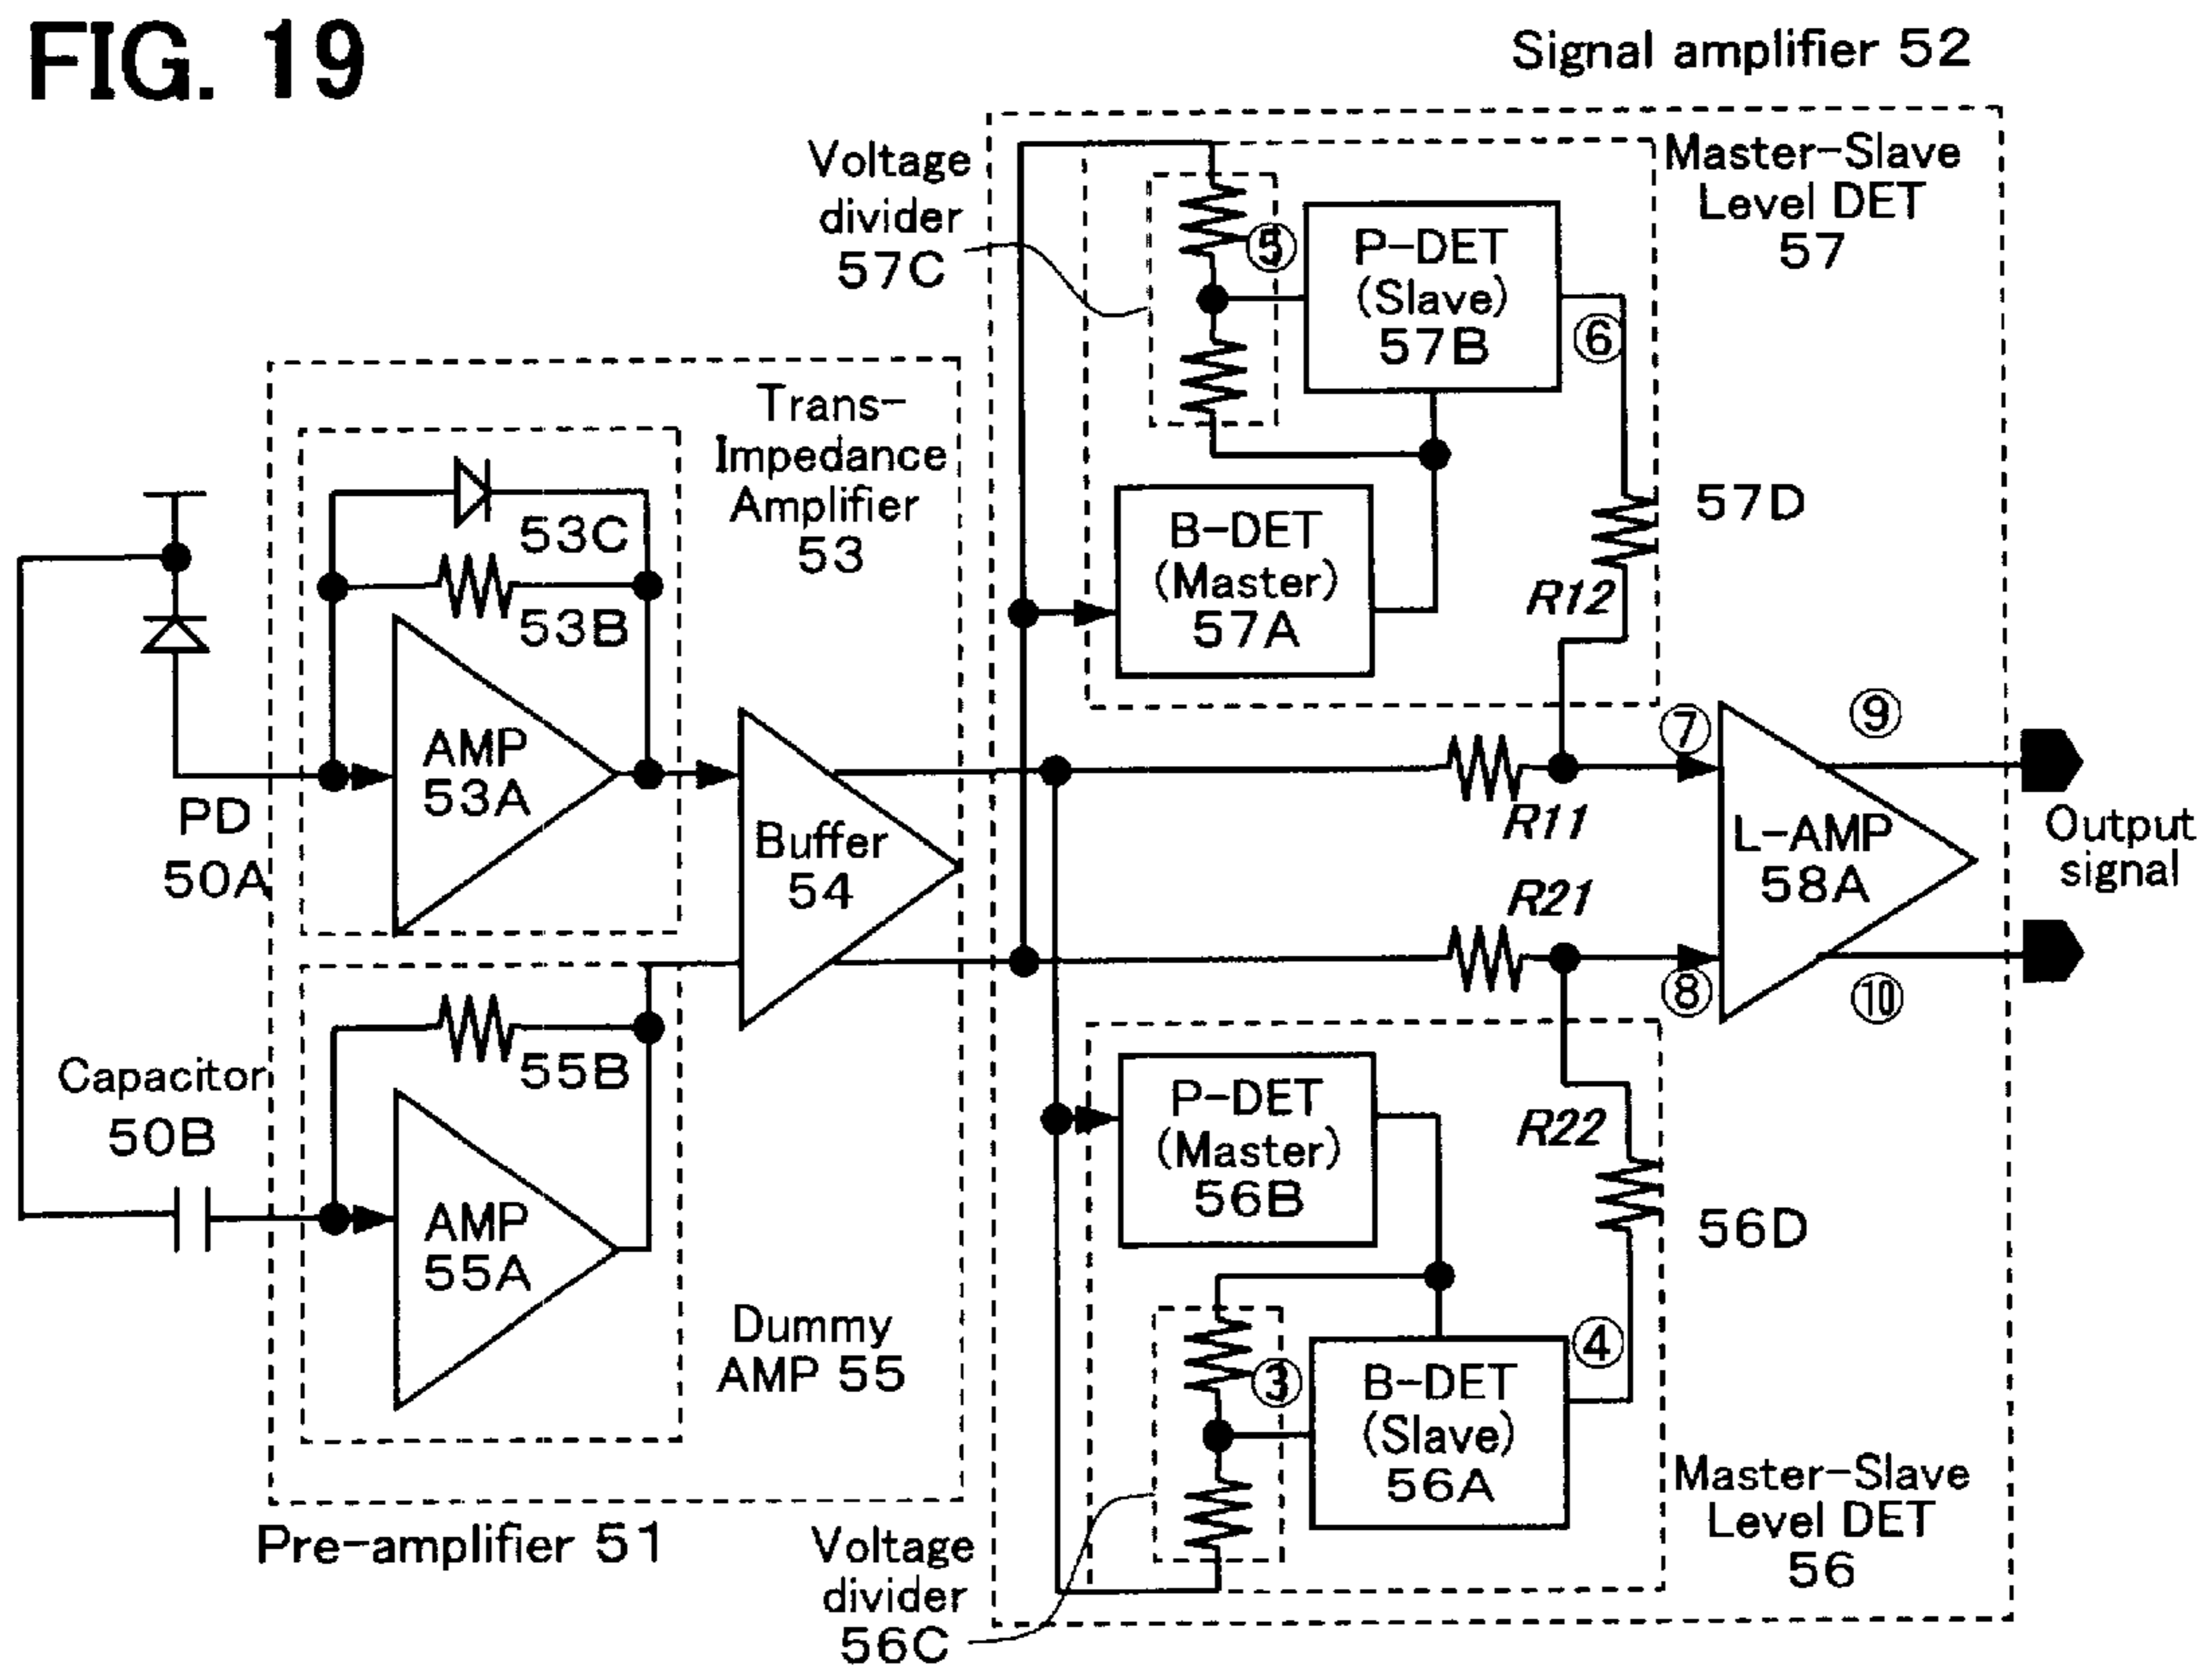 FIG. 19
Signal amplifier 52
Voltage
divider
57C
Master-Slave
Level DET
57
⑤
P-DET
(Slave)
57B
⑥
Trans-
Impedance
Amplifier
53
53C
53B
B-DET
(Master)
57A
57D
R12
AMP
53A
PD
50A
Buffer
54
R11
⑦
⑨
L-AMP
58A
Output
signal
R21
⑧
⑩
55B
Capacitor
50B
AMP
55A
Dummy
AMP 55
P-DET
(Master)
56B
R22
56D
③
④
B-DET
(Slave)
56A
Master-Slave
Level DET
56
Pre-amplifier 51
Voltage
divider
56C